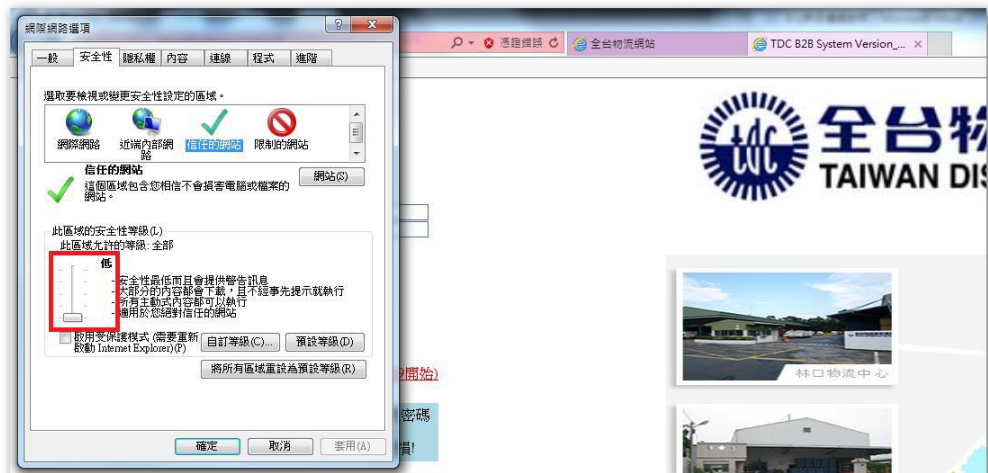 網際網路選項
憑證錯誤
全台物流網站
TDC B2B System Version_...
一般 安全性 隱私權 內容 連線 程式 進階
選取要檢視或變更安全性設定的區域。
網際網路
近端內部網路
信任的網站
限制的網站
信任的網站
這個區域包含您相信不會損害電腦或檔案的
網站。
網站(S)
此區域的安全性等級(L)
此區域允許的等級: 全部
低
- 安全性最低而且會提供警告訊息
- 大部分的內容都會下載，且不經事先提示就執行
- 所有主動式內容都可以執行
- 適用於您絕對信任的網站
啟用受保護模式 (需要重新
啟動 Internet Explorer)(P)
自訂等級(C)...
預設等級(D)
將所有區域重設為預設等級(R)
確定
取消
套用(A)
tdc
全台物
TAIWAN DIS
開始)
密碼
林口物流中心